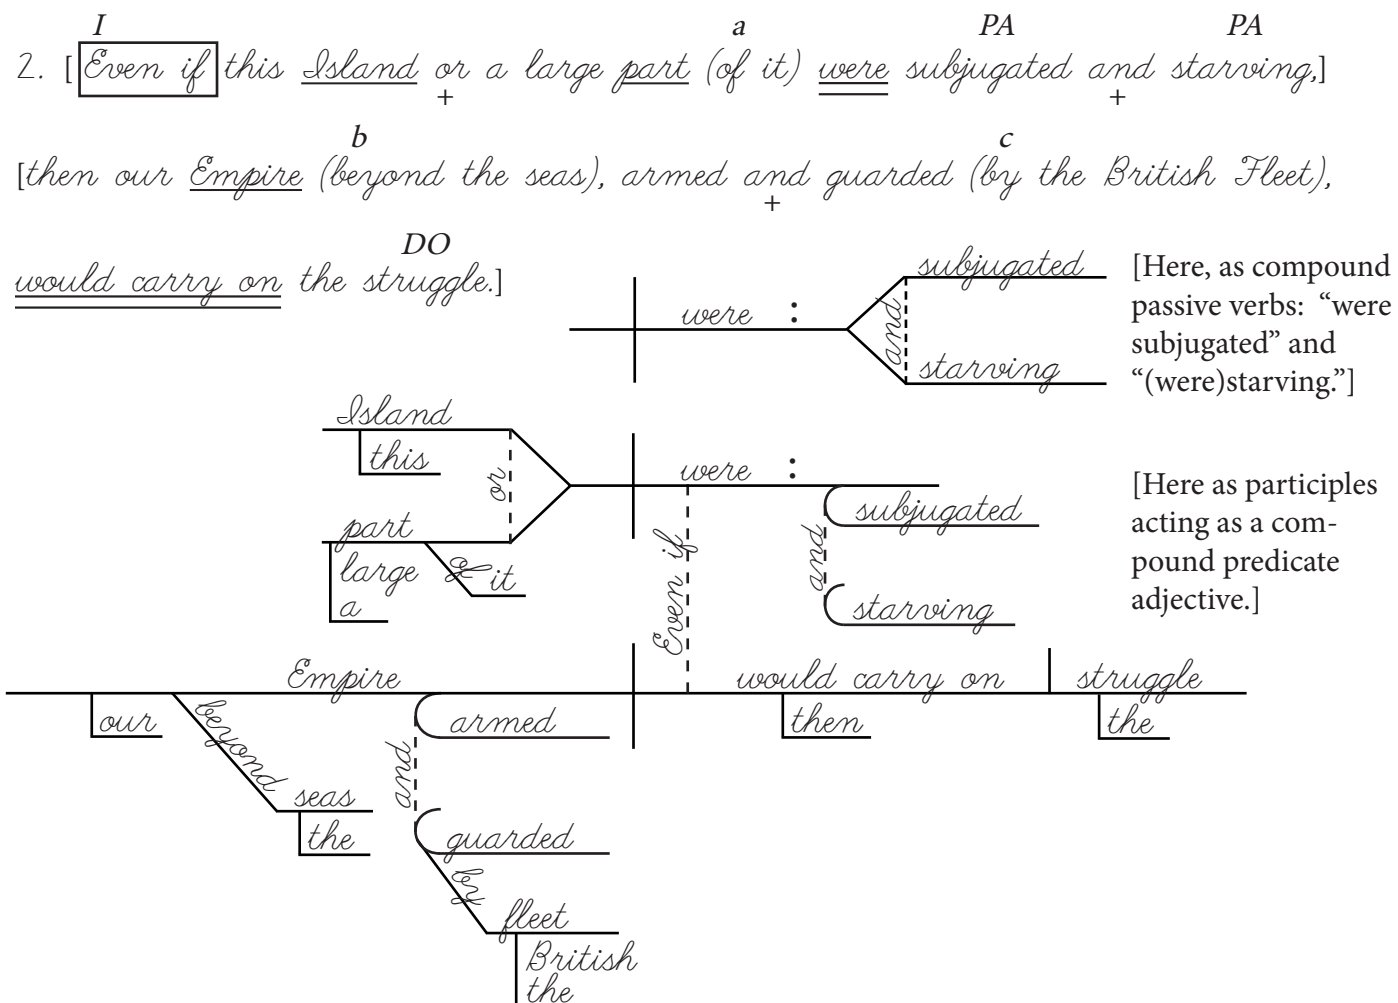 I a PA PA
2. [Even if this Island or a large part (of it) were subjugated and starving,]
+ +
b c
[then our Empire (beyond the seas), armed and guarded (by the British Fleet),
+
DO
would carry on the struggle.]
subjugated
were :
and
starving
[Here, as compound
passive verbs: “were
subjugated” and
“(were)starving.”]
Island
this
or
part
large
a
of it
were :
subjugated
and
starving
[Here as participles
acting as a com-
pound predicate
adjective.]
Even if
Empire would carry on struggle
our
beyond
seas
the
armed
and
guarded
by
fleet
British
the
then
the